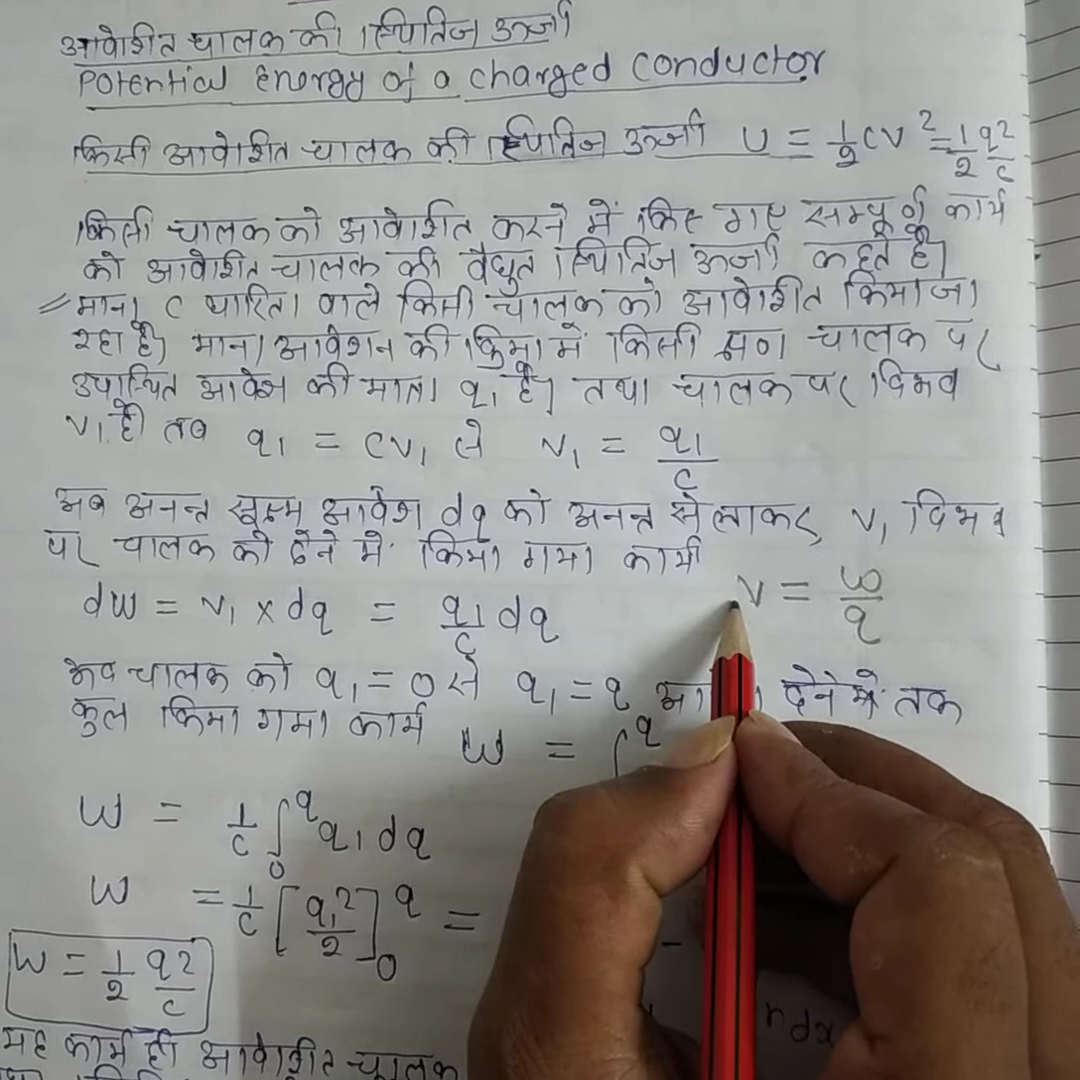 आवेशित चालक की स्थितिज ऊर्जा
Potential Energy of a charged conductor
किसी आवेशित चालक की स्थितिज ऊर्जा U = 1/2 CV² = 1/2 q²/C
किसी चालक को आवेशित करने में किए गए सम्पूर्ण कार्य
को आवेशित चालक की वैद्युत स्थितिज ऊर्जा कहते है।
माना C धारिता वाले किसी चालक को आवेशित किया जा
रहा है। माना आवेशन की क्रिया में किसी क्षण चालक पर
उपास्थित आवेश की मात्रा q₁ है। तथा चालक पर विभव
V₁ है। तब q₁ = CV₁ से V₁ = q₁/C
अब अनन्त सूक्ष्म आवेश dq को अनन्त से लाकर, V₁ विभव
पर चालक को देने में किया गया कार्य
V = W/q
dW = V₁ × dq = q₁/C dq
अब चालक को q₁ = 0 से q₁ = q देने मे तक
कुल किया गया कार्य W = ∫ q
W = 1/C ∫₀^q q₁ dq
W = 1/C [q₁²/2]₀^q =
W = 1/2 q²/C
ndx
यह कार्य ही आवेशित चालक